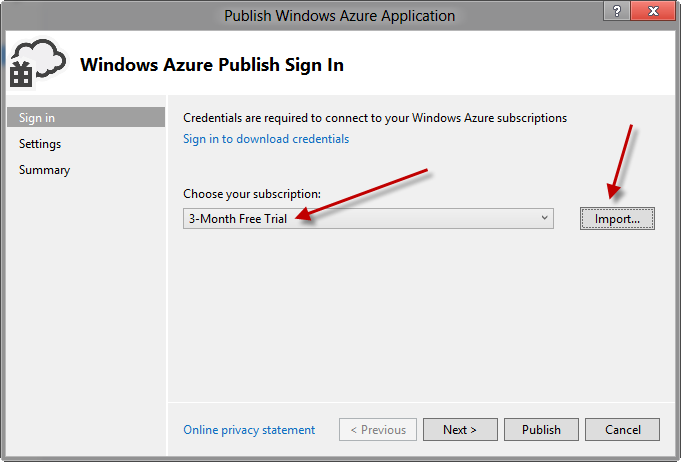 Publish Windows Azure Application
?
X
Windows Azure Publish Sign In
Sign in
Settings
Summary
Credentials are required to connect to your Windows Azure subscriptions
Sign in to download credentials
Choose your subscription:
3-Month Free Trial
Import...
Online privacy statement
< Previous
Next >
Publish
Cancel